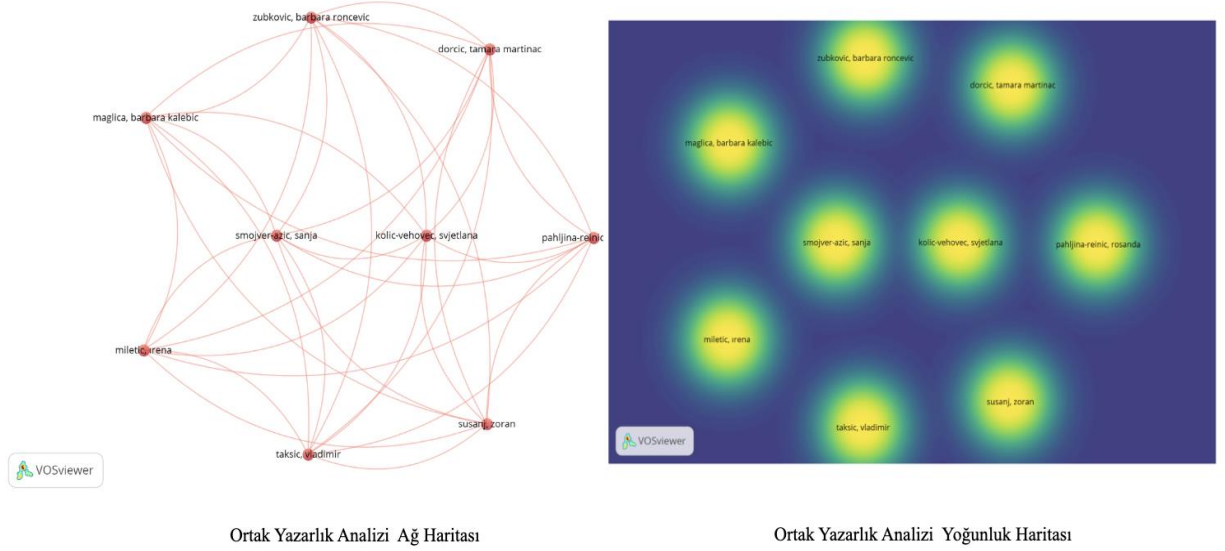 zubkovic, barbara roncevic
dorcic, tamara martinac
maglica, barbara kalebic
smojver-azic, sanja
kolic-vehovec, svjetlana
pahljina-reinic
miletic, ırena
susanj, zoran
taksic, vladimir
VOSviewer
Ortak Yazarlık Analizi Ağ Haritası
zubkovic, barbara roncevic
dorcic, tamara martinac
maglica, barbara kalebic
smojver-azic, sanja
kolic-vehovec, svjetlana
pahljina-reinic, rosanda
miletic, ırena
susanj, zoran
taksic, vladimir
VOSviewer
Ortak Yazarlık Analizi Yoğunluk Haritası